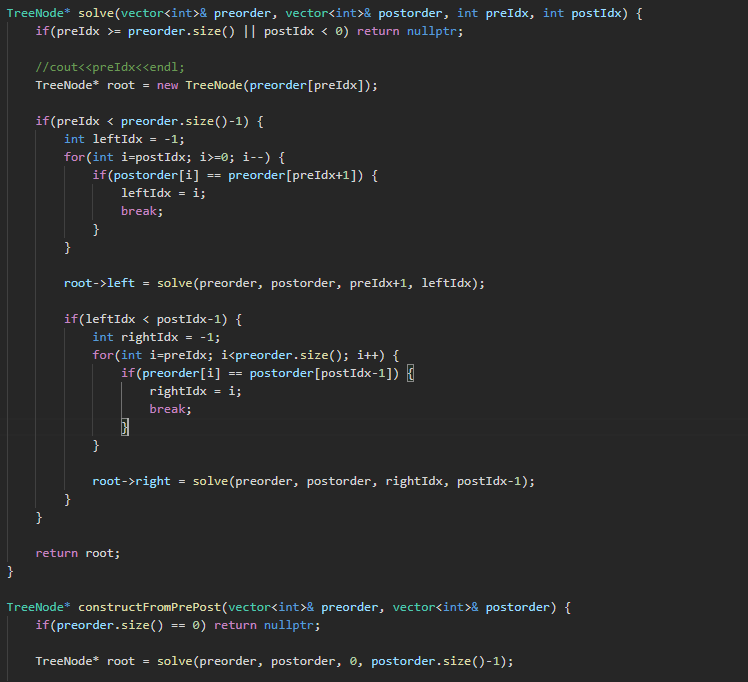 TreeNode* solve(vector<int>& preorder, vector<int>& postorder, int preIdx, int postIdx) {
    if(preIdx >= preorder.size() || postIdx < 0) return nullptr;

    //cout<<preIdx<<endl;
    TreeNode* root = new TreeNode(preorder[preIdx]);

    if(preIdx < preorder.size()-1) {
        int leftIdx = -1;
        for(int i=postIdx; i>=0; i--) {
            if(postorder[i] == preorder[preIdx+1]) {
                leftIdx = i;
                break;
            }
        }

        root->left = solve(preorder, postorder, preIdx+1, leftIdx);

        if(leftIdx < postIdx-1) {
            int rightIdx = -1;
            for(int i=preIdx; i<preorder.size(); i++) {
                if(preorder[i] == postorder[postIdx-1]) {
                    rightIdx = i;
                    break;
                }
            }

            root->right = solve(preorder, postorder, rightIdx, postIdx-1);
        }
    }

    return root;
}

TreeNode* constructFromPrePost(vector<int>& preorder, vector<int>& postorder) {
    if(preorder.size() == 0) return nullptr;

    TreeNode* root = solve(preorder, postorder, 0, postorder.size()-1);